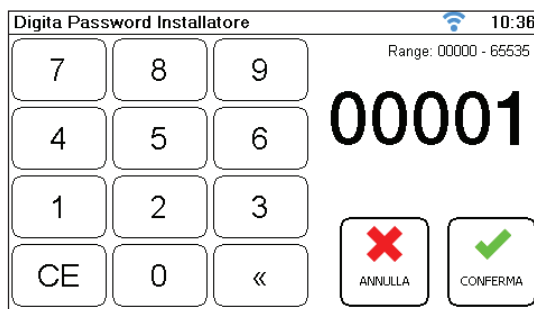 Digita Password Installatore 10:36
Range: 00000 - 65535
00001
7 8 9
4 5 6
1 2 3
CE 0 «
ANNULLA CONFERMA